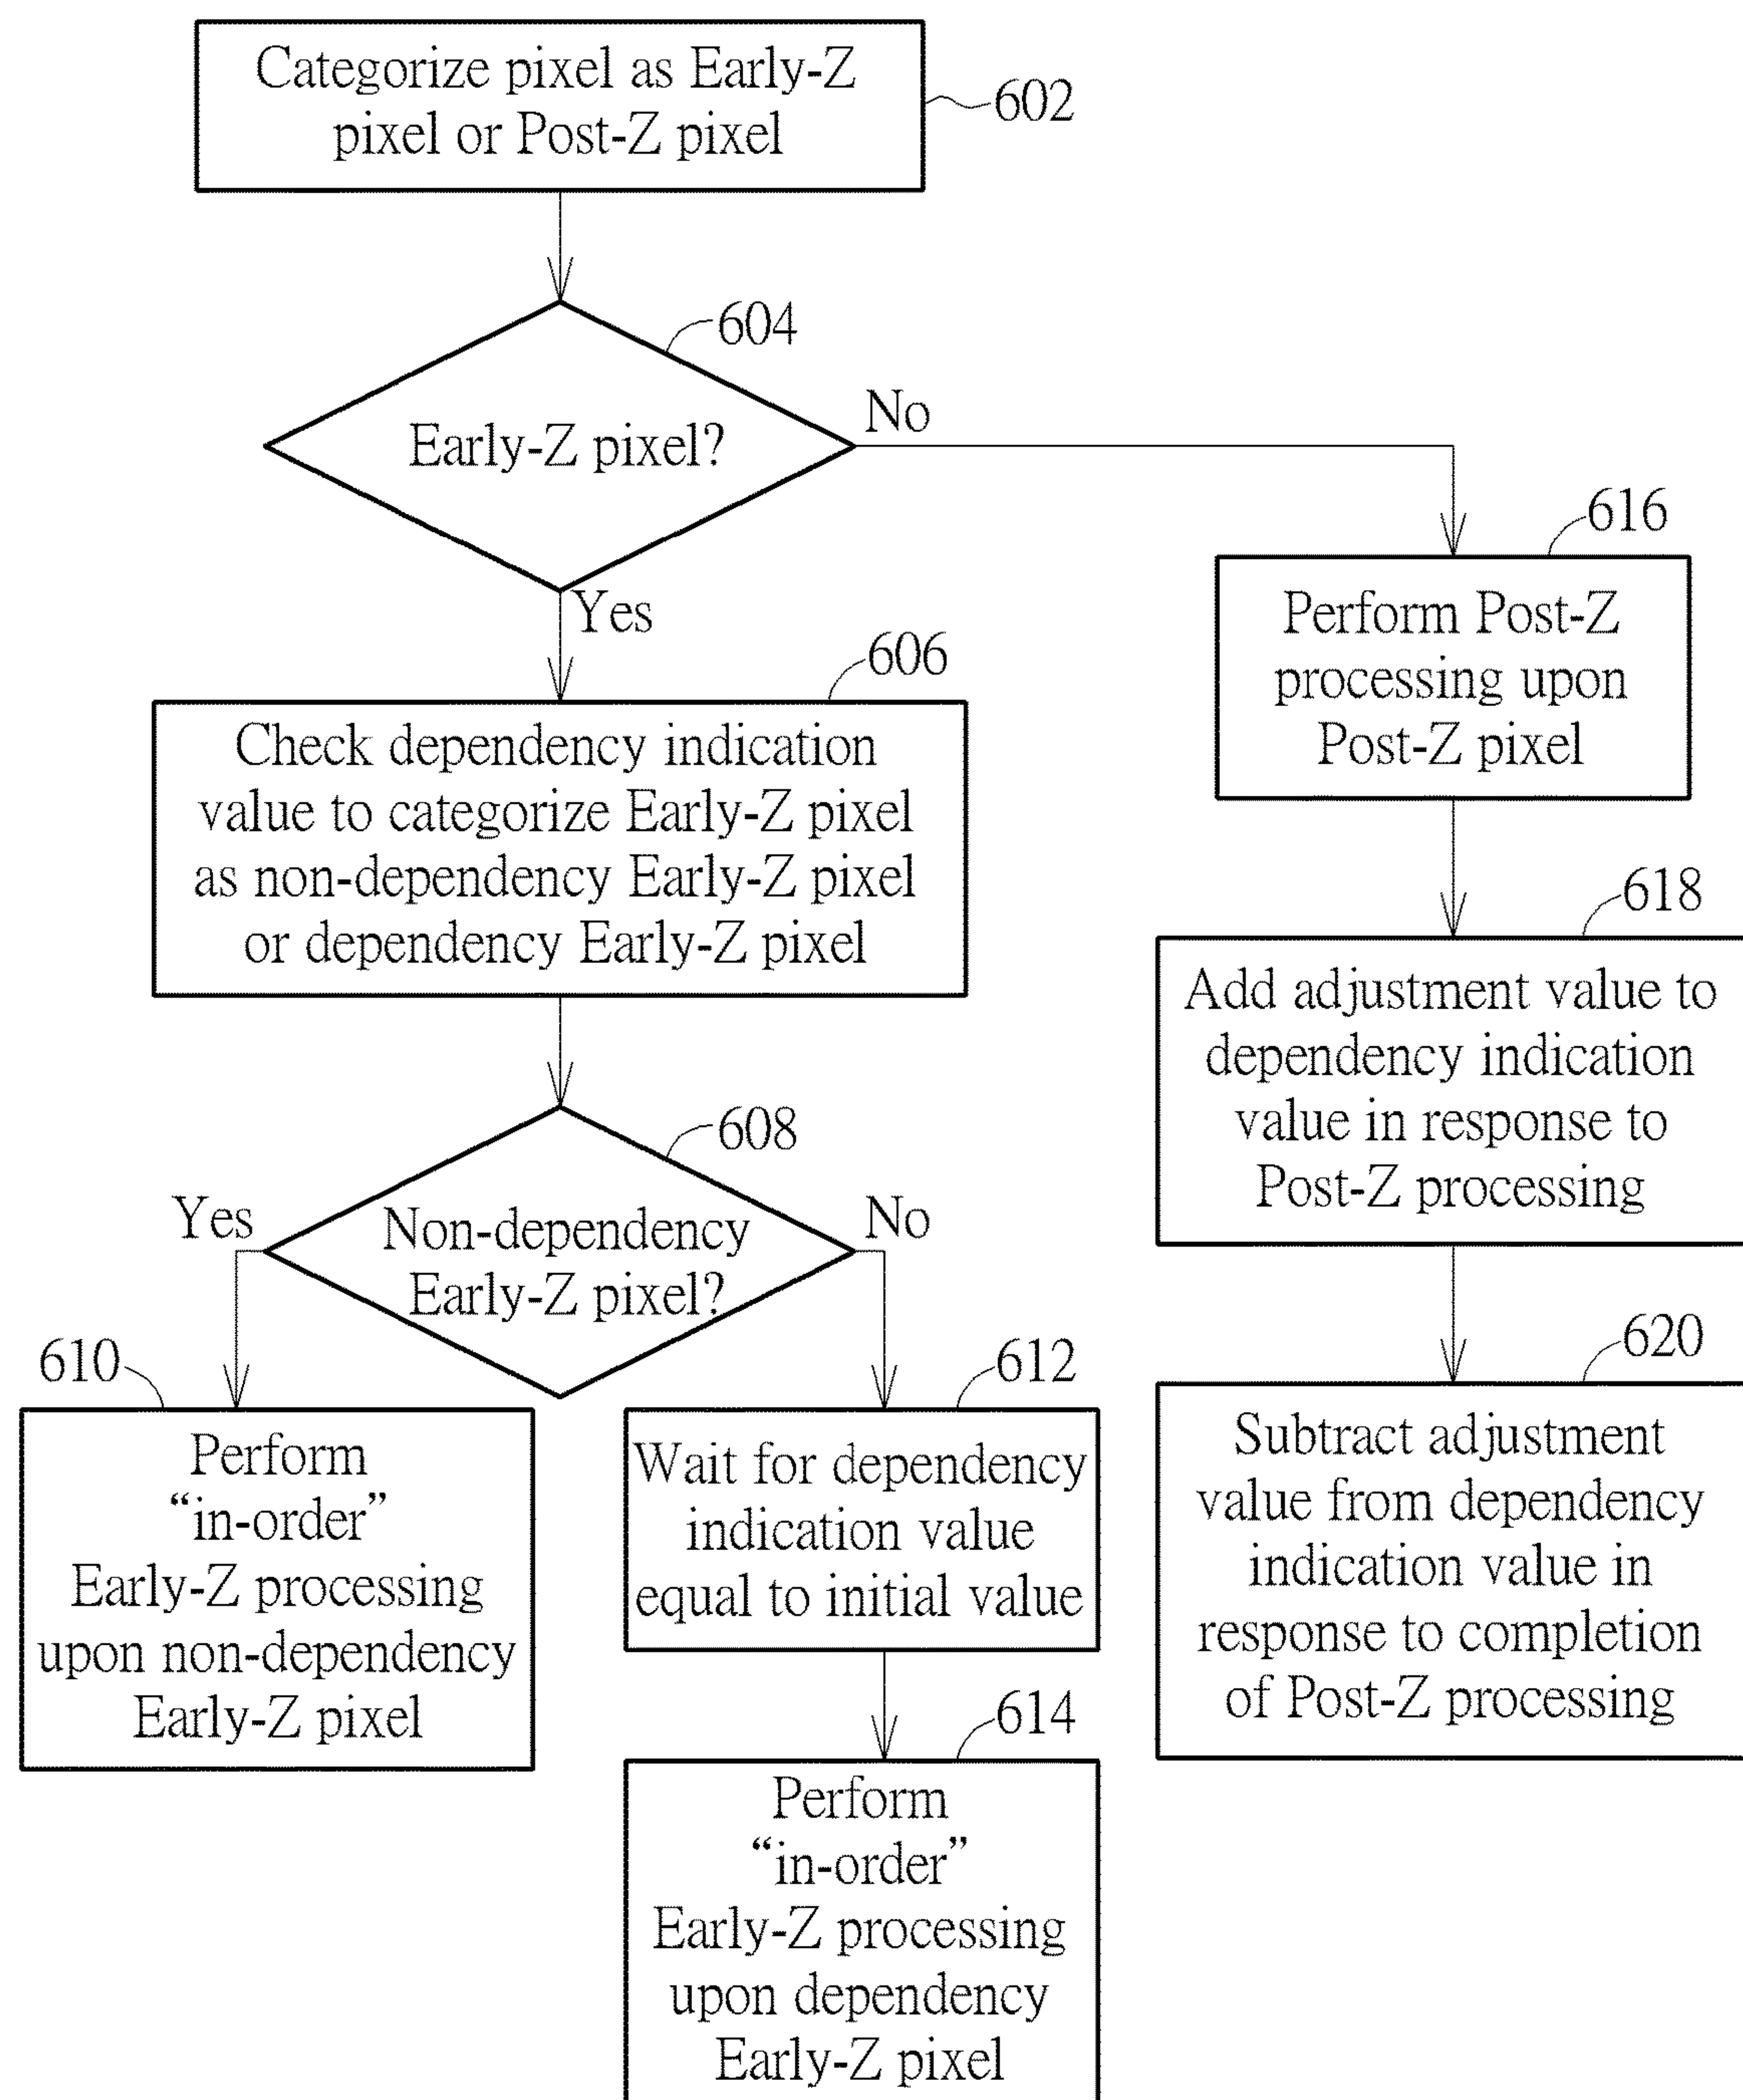 Categorize pixel as Early-Z
pixel or Post-Z pixel
602
604
Early-Z pixel?
No
Yes
606
Check dependency indication
value to categorize Early-Z pixel
as non-dependency Early-Z pixel
or dependency Early-Z pixel
608
Non-dependency
Early-Z pixel?
Yes
No
610
Perform
“in-order”
Early-Z processing
upon non-dependency
Early-Z pixel
612
Wait for dependency
indication value
equal to initial value
614
Perform
“in-order”
Early-Z processing
upon dependency
Early-Z pixel
616
Perform Post-Z
processing upon
Post-Z pixel
618
Add adjustment value to
dependency indication
value in response to
Post-Z processing
620
Subtract adjustment
value from dependency
indication value in
response to completion
of Post-Z processing